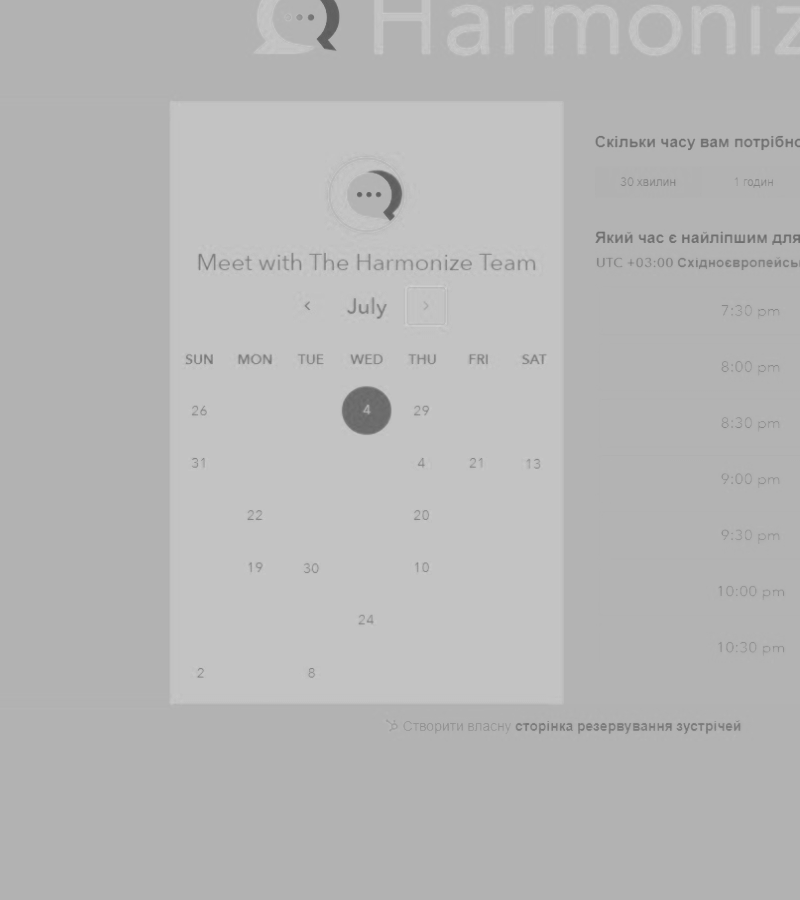 Harmoniz
Meet with The Harmonize Team
‹ July ›
SUN MON TUE WED THU FRI SAT
26 4 29
31 4 21 13
22 20
19 30 10
24
2 8
Скільки часу вам потрібно
30 хвилин 1 годин
Який час є найліпшим для
UTC +03:00 Східноєвропейсь
7:30 pm
8:00 pm
8:30 pm
9:00 pm
9:30 pm
10:00 pm
10:30 pm
Створити власну сторінка резервування зустрічей